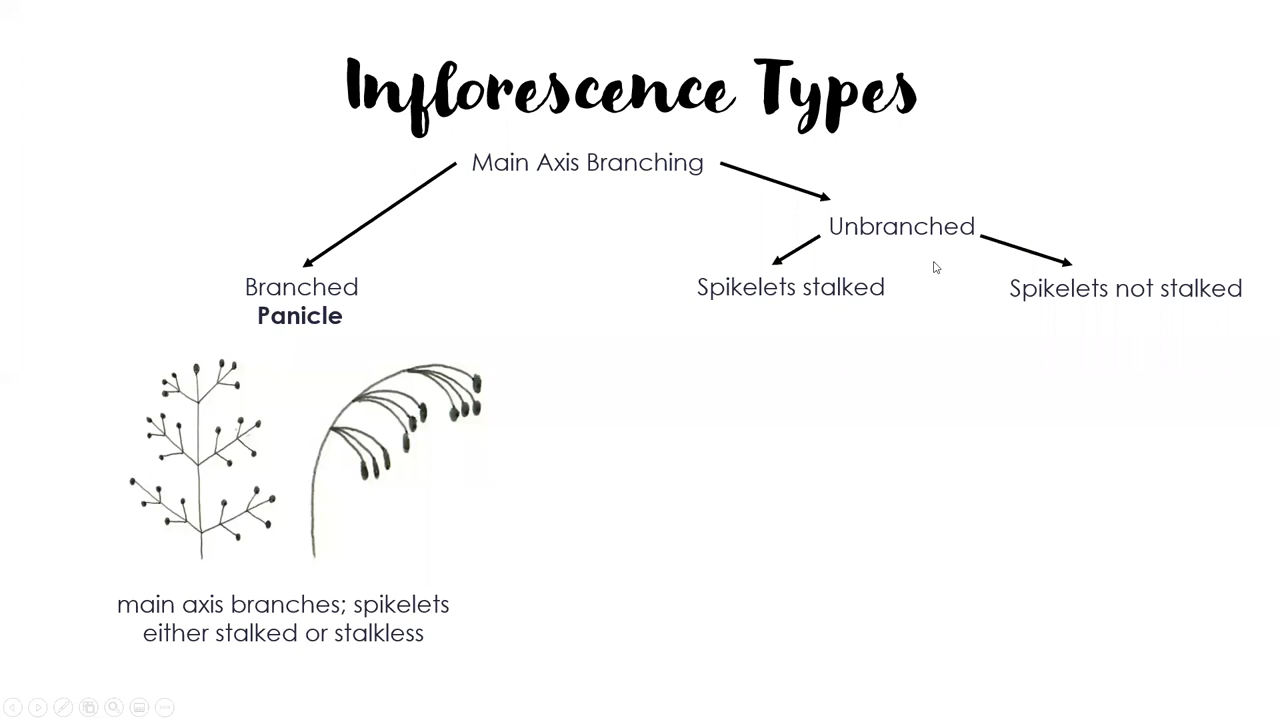 Inflorescence Types
Main Axis Branching
Unbranched
Branched
Panicle
Spikelets stalked
Spikelets not stalked
main axis branches; spikelets
either stalked or stalkless